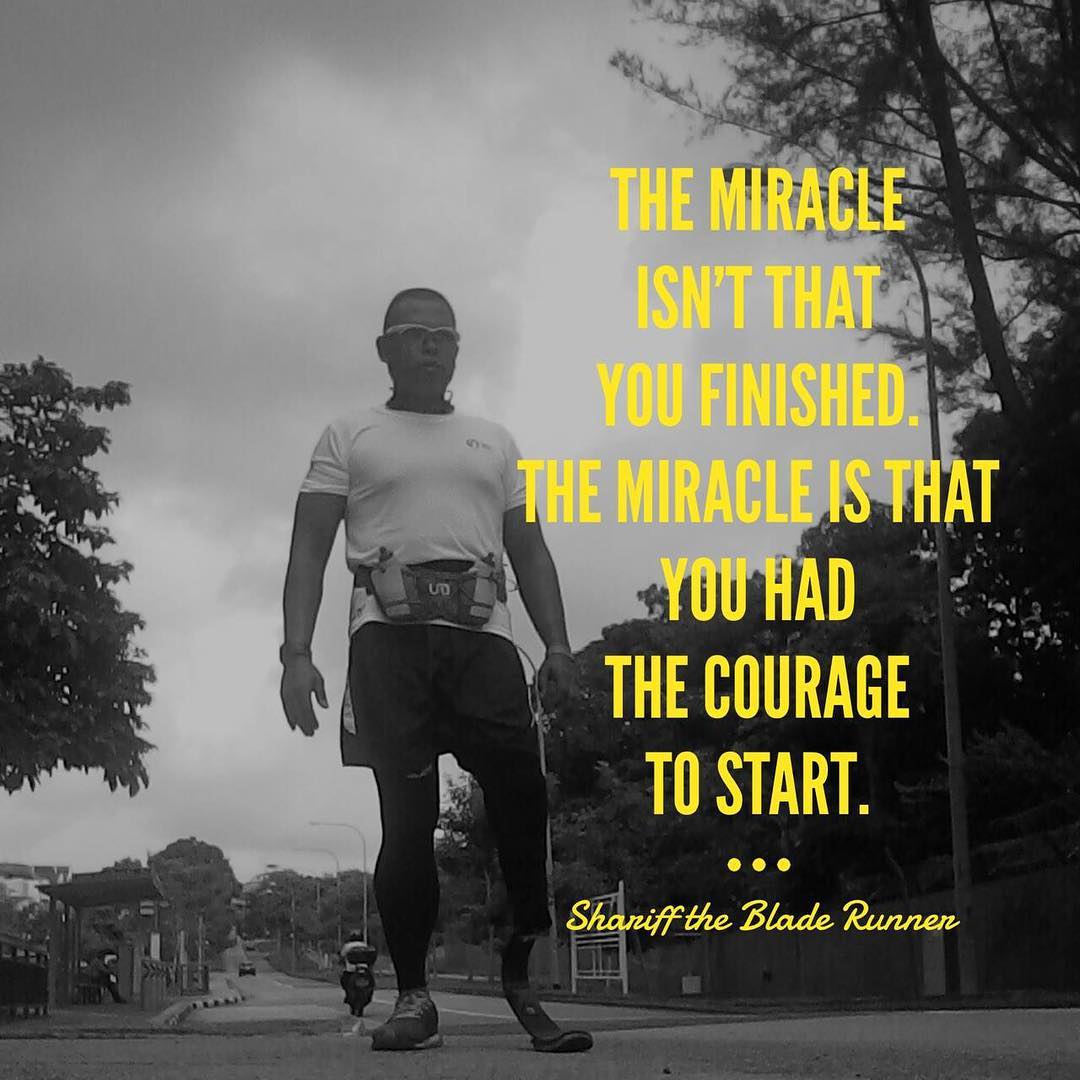 THE MIRACLE
ISN'T THAT
YOU FINISHED.
THE MIRACLE IS THAT
YOU HAD
THE COURAGE
TO START.
•••
Shariff the Blade Runner